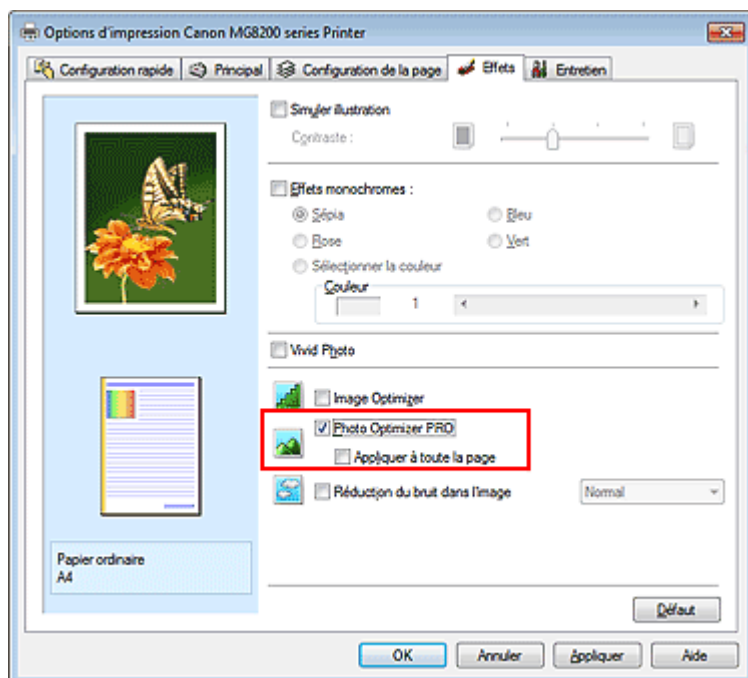 Options d'impression Canon MG8200 series Printer
Configuration rapide Principal Configuration de la page Effets Entretien
Simuler illustration
Contraste :
Effets monochromes :
Sépia Bleu
Rose Vert
Sélectionner la couleur
Couleur
1
Vivid Photo
Image Optimizer
Photo Optimizer PRO
Appliquer à toute la page
Réduction du bruit dans l'image Normal
Papier ordinaire
A4
Défaut
OK Annuler Appliquer Aide